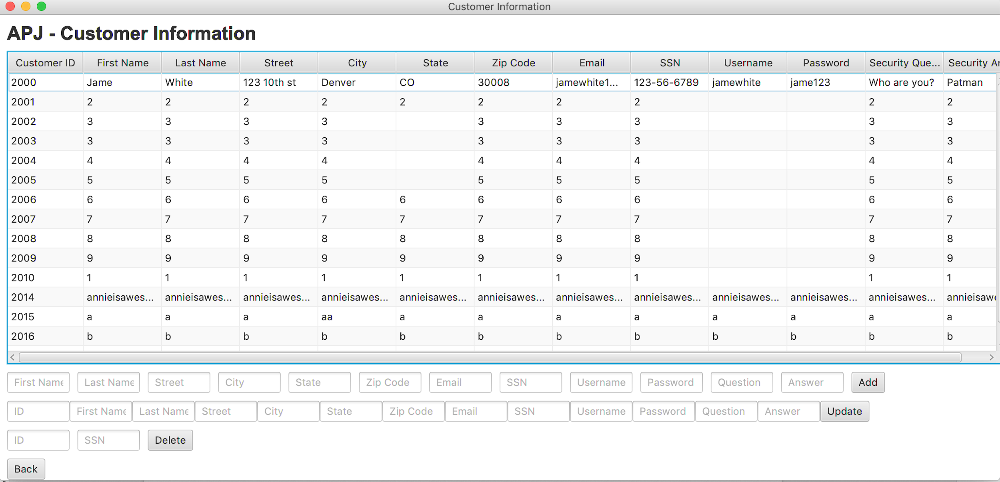 Customer Information
APJ - Customer Information
Customer ID First Name Last Name Street City State Zip Code Email SSN Username Password Security Que... Security An
2000 Jame White 123 10th st Denver CO 30008 jamewhite1... 123-56-6789 jamewhite jame123 Who are you? Patman
2001 2 2 2 2 2 2 2 2 2 2
2002 3 3 3 3 3 3 3 3 3
2003 3 3 3 3 3 3 3 3 3
2004 4 4 4 4 4 4 4 4 4
2005 5 5 5 5 5 5 5 5 5
2006 6 6 6 6 6 6 6 6 6 6
2007 7 7 7 7 7 7 7 7 7 7
2008 8 8 8 8 8 8 8 8 8 8
2009 9 9 9 9 9 9 9 9 9 9
2010 1 1 1 1 1 1 1 1 1 1
2014 annieisawes... annieisawes... annieisawes... annieisawes... annieisawes... annieisawes... annieisawes... annieisawes... annieisawes... annieisawes... annieisawes... annieisawe
2015 a a a aa a a a a a a a a
2016 b b b b b b b b b b b b
First Name Last Name Street City State Zip Code Email SSN Username Password Question Answer Add
ID First Name Last Name Street City State Zip Code Email SSN Username Password Question Answer Update
ID SSN Delete
Back